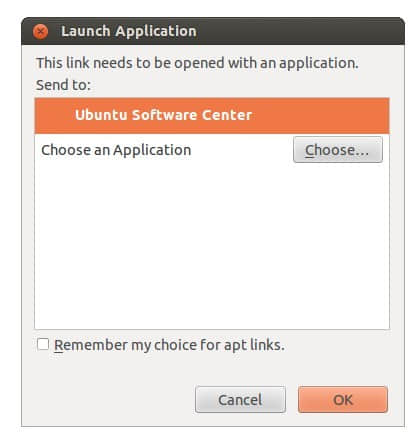 Launch Application
This link needs to be opened with an application.
Send to:
Ubuntu Software Center
Choose an Application
Choose...
Remember my choice for apt links.
Cancel
OK